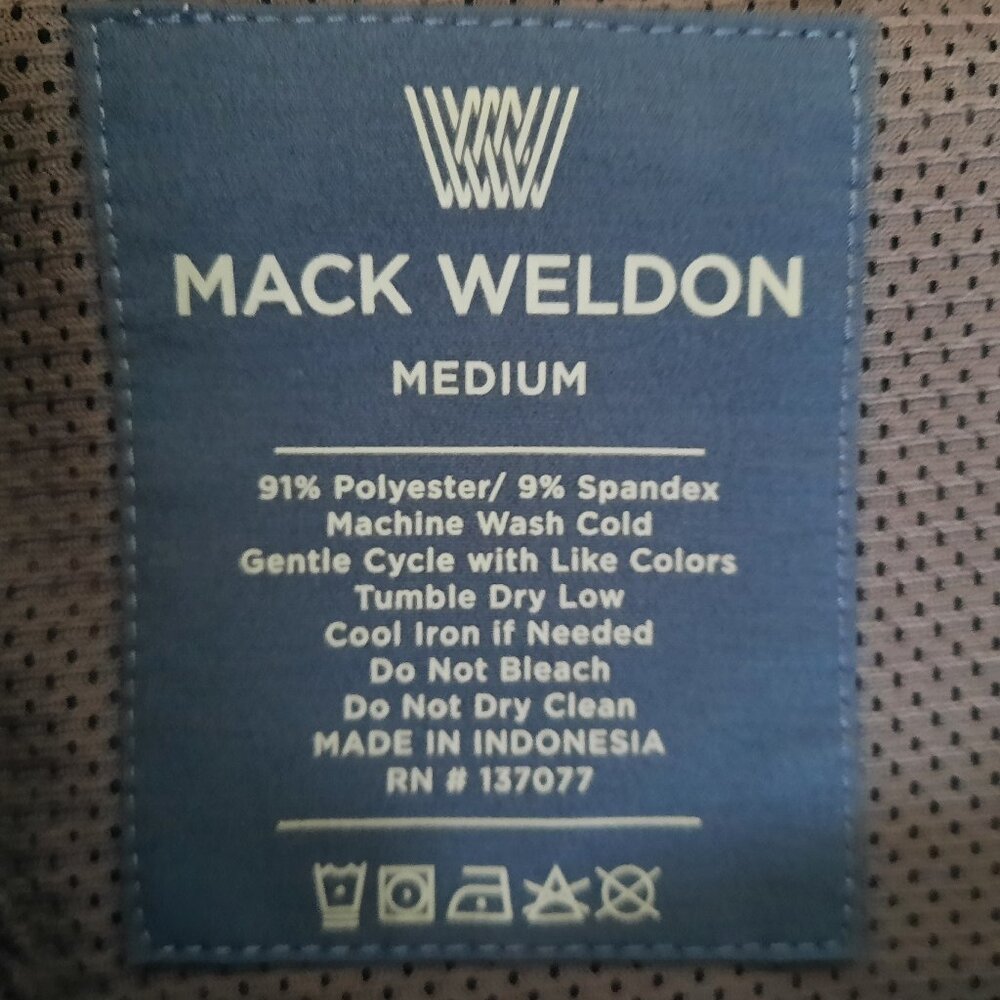 MACK WELDON
MEDIUM
91% Polyester/ 9% Spandex
Machine Wash Cold
Gentle Cycle with Like Colors
Tumble Dry Low
Cool Iron if Needed
Do Not Bleach
Do Not Dry Clean
MADE IN INDONESIA
RN # 137077